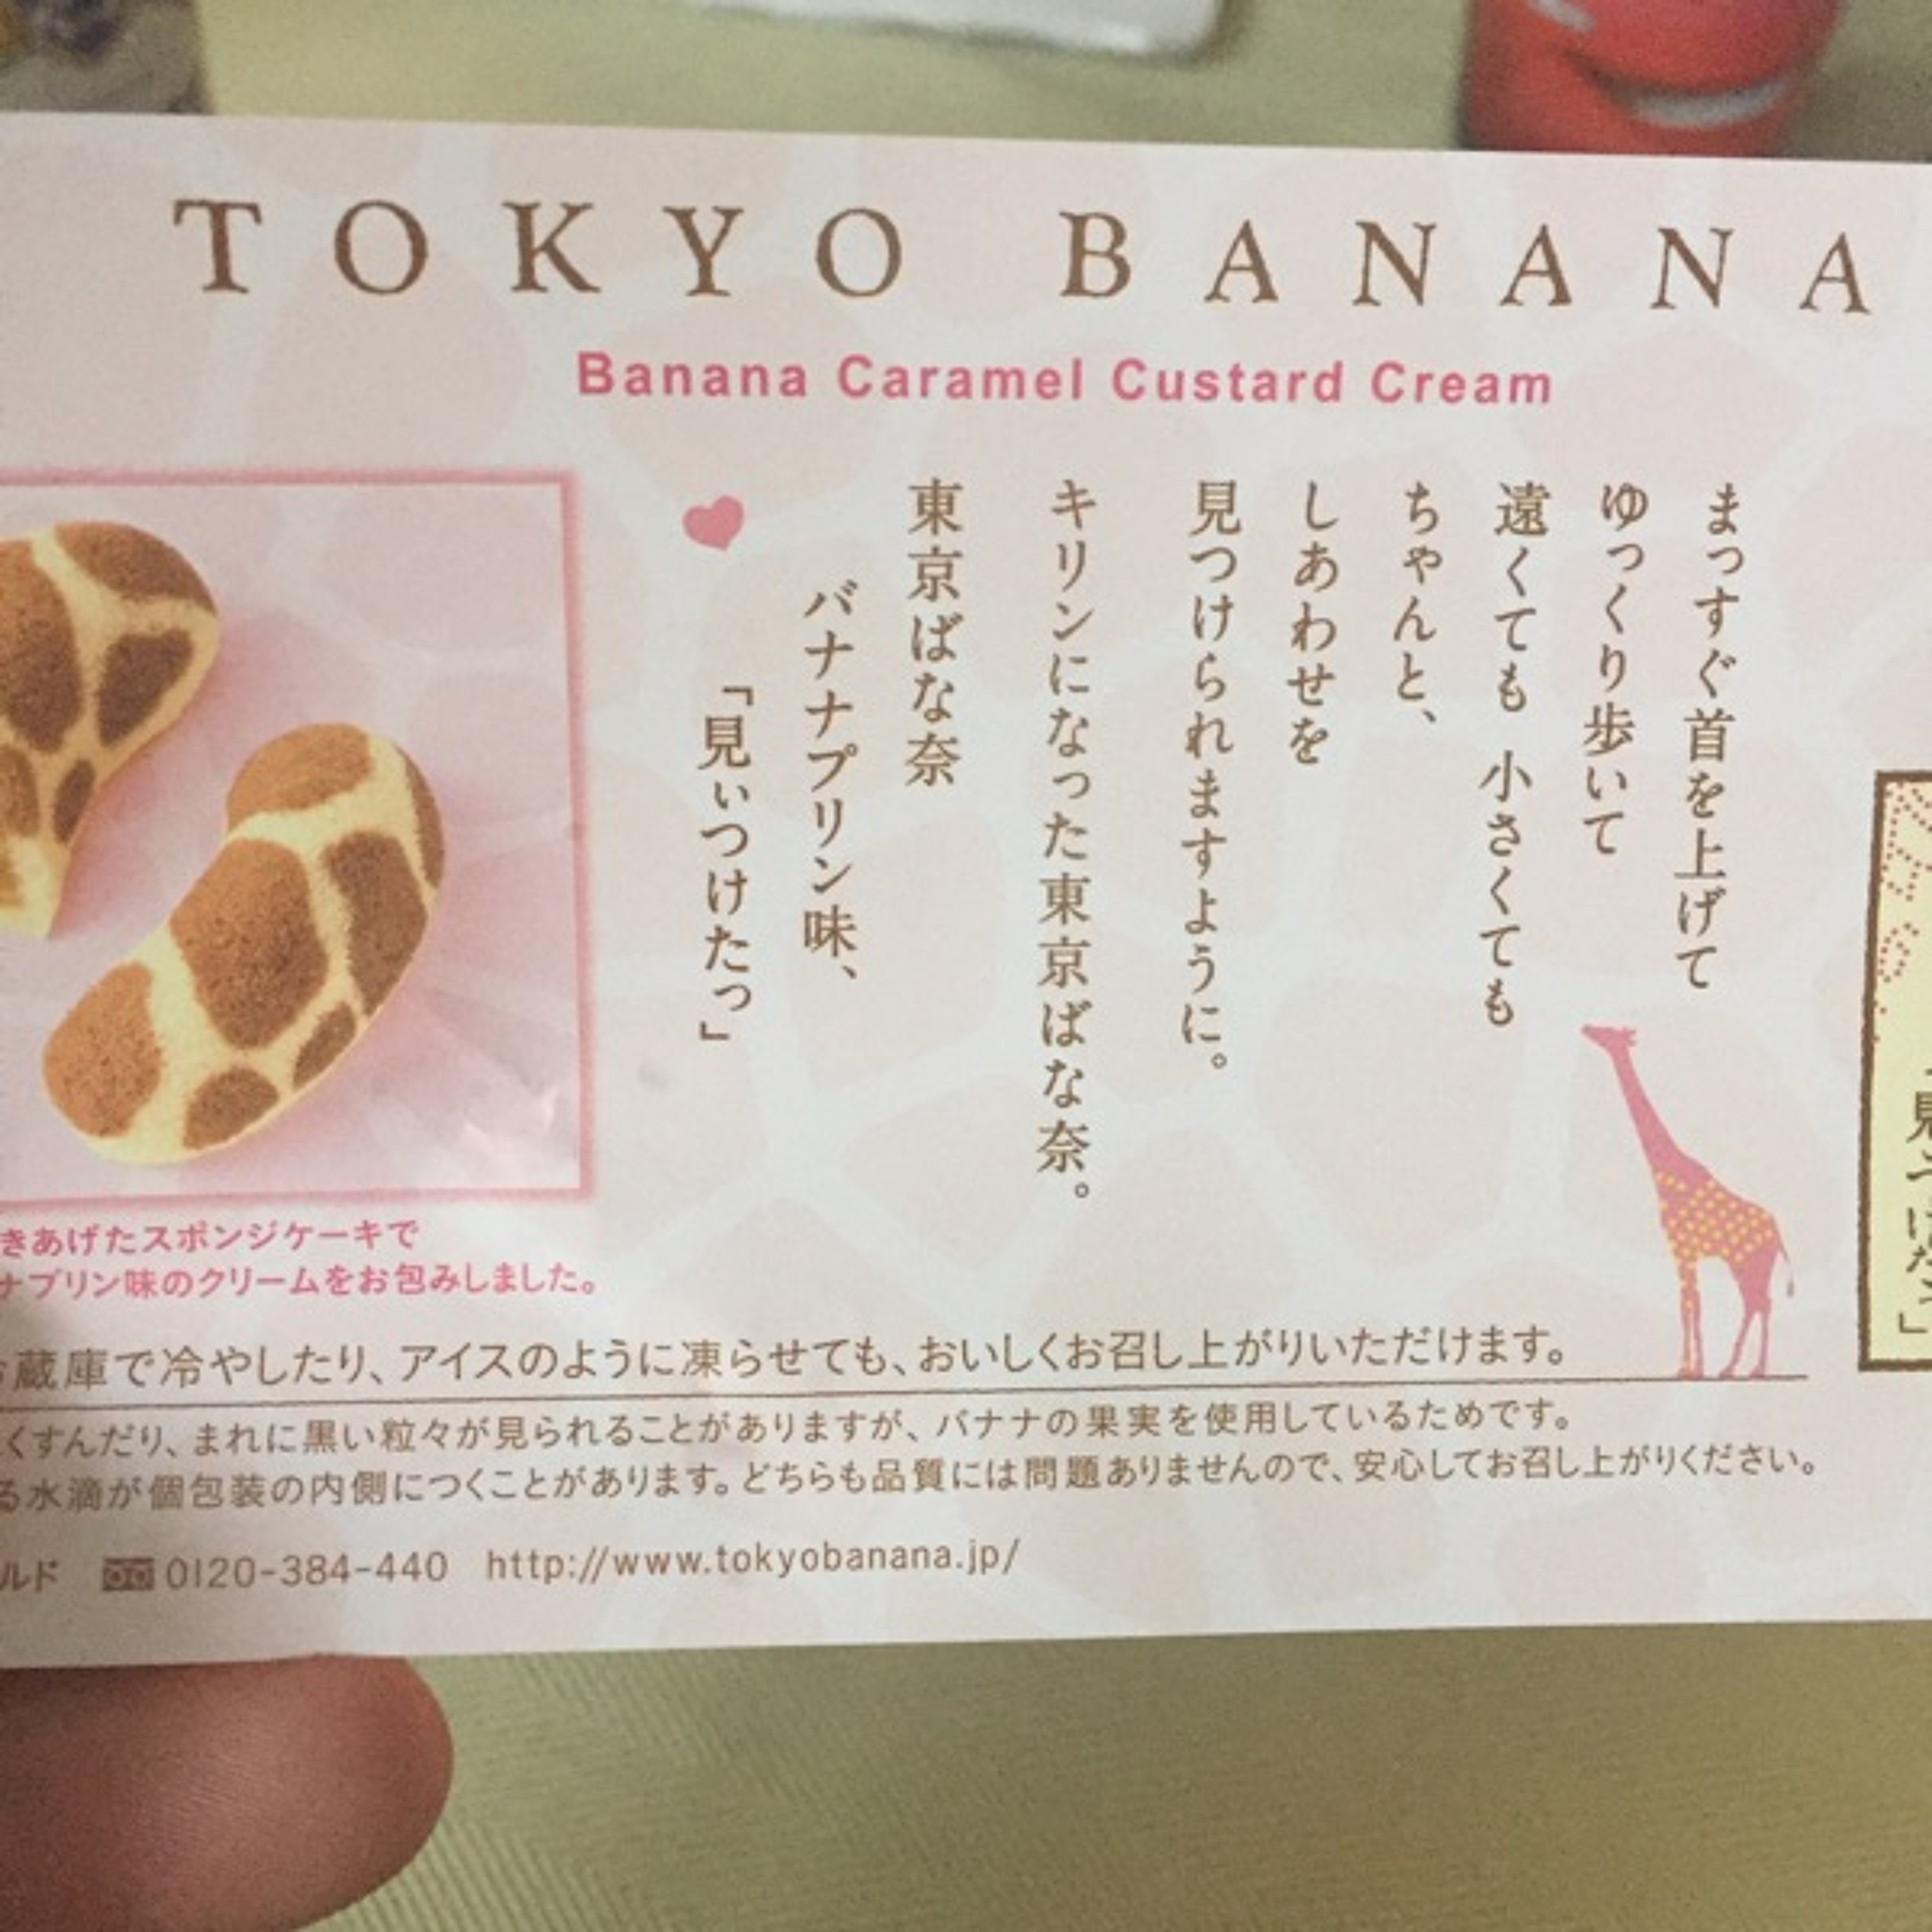 TOKYO BANANA
Banana Caramel Custard Cream
まっすぐ首を上げて
ゆっくり歩いて
遠くても 小さくても
ちゃんと、
しあわせを
見つけられますように。
キリンになった東京ばな奈。
東京ばな奈
バナナプリン味、
「見ぃつけたっ」
きあげたスポンジケーキで
ナプリン味のクリームをお包みしました。
蔵庫で冷やしたり、アイスのように凍らせても、おいしくお召し上がりいただけます。
くすんだり、まれに黒い粒々が見られることがありますが、バナナの果実を使用しているためです。
る水滴が個包装の内側につくことがあります。どちらも品質には問題ありませんので、安心してお召し上がりください。
ルド 0120-384-440 http://www.tokyobanana.jp/